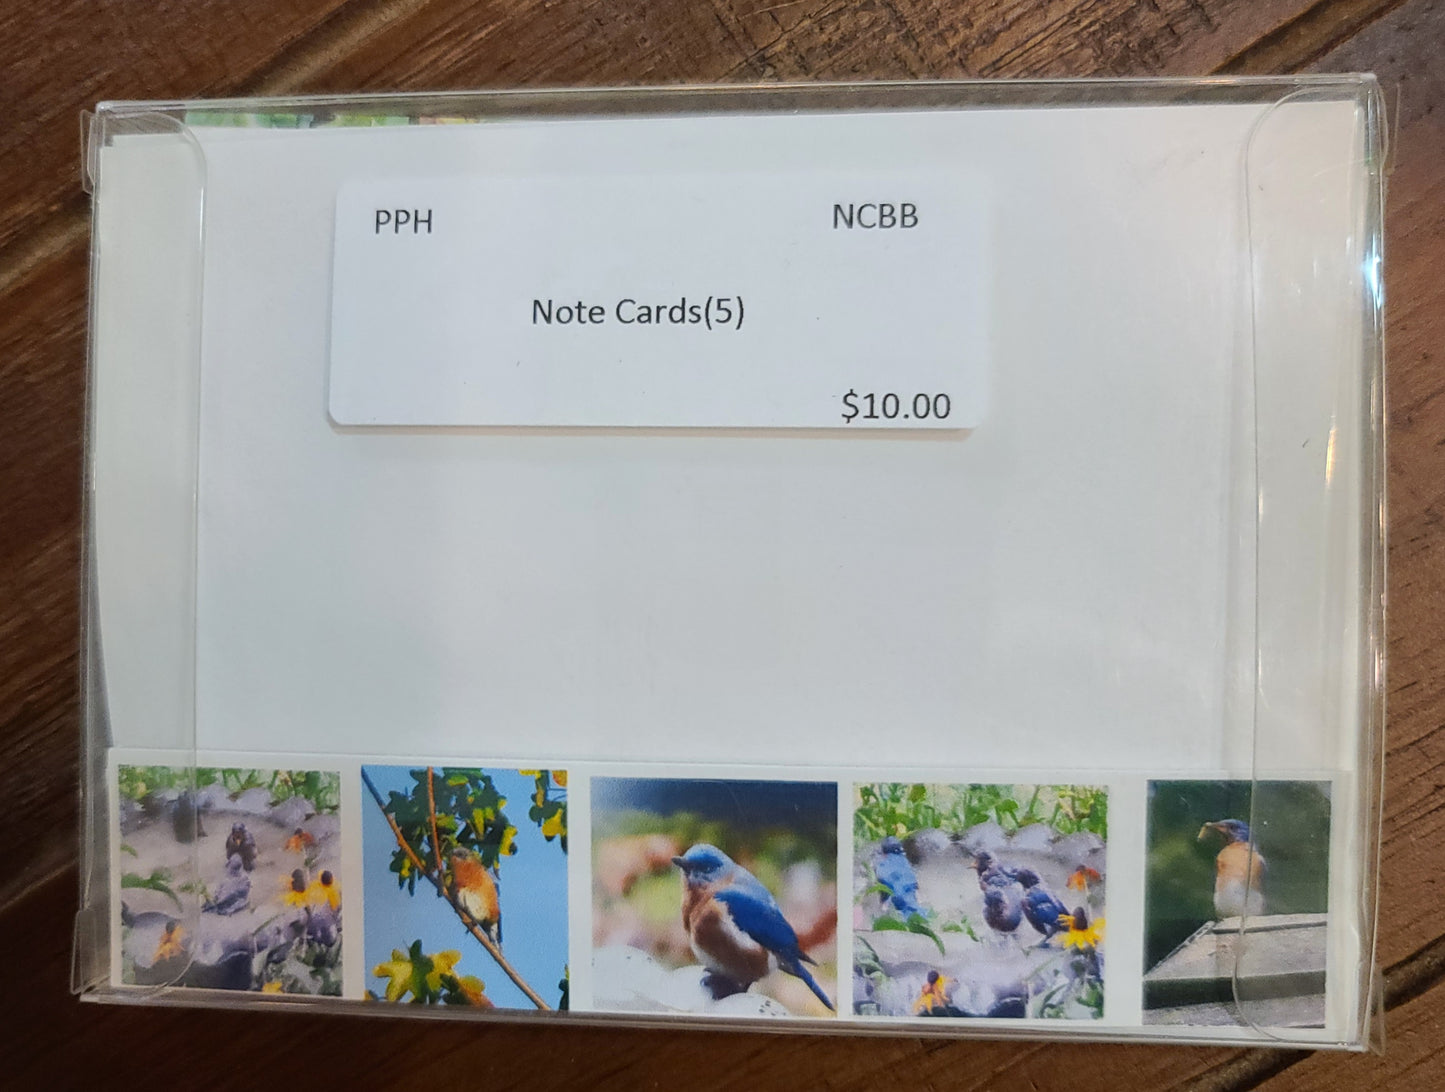 PPH NCBB
Note Cards(5)
$10.00